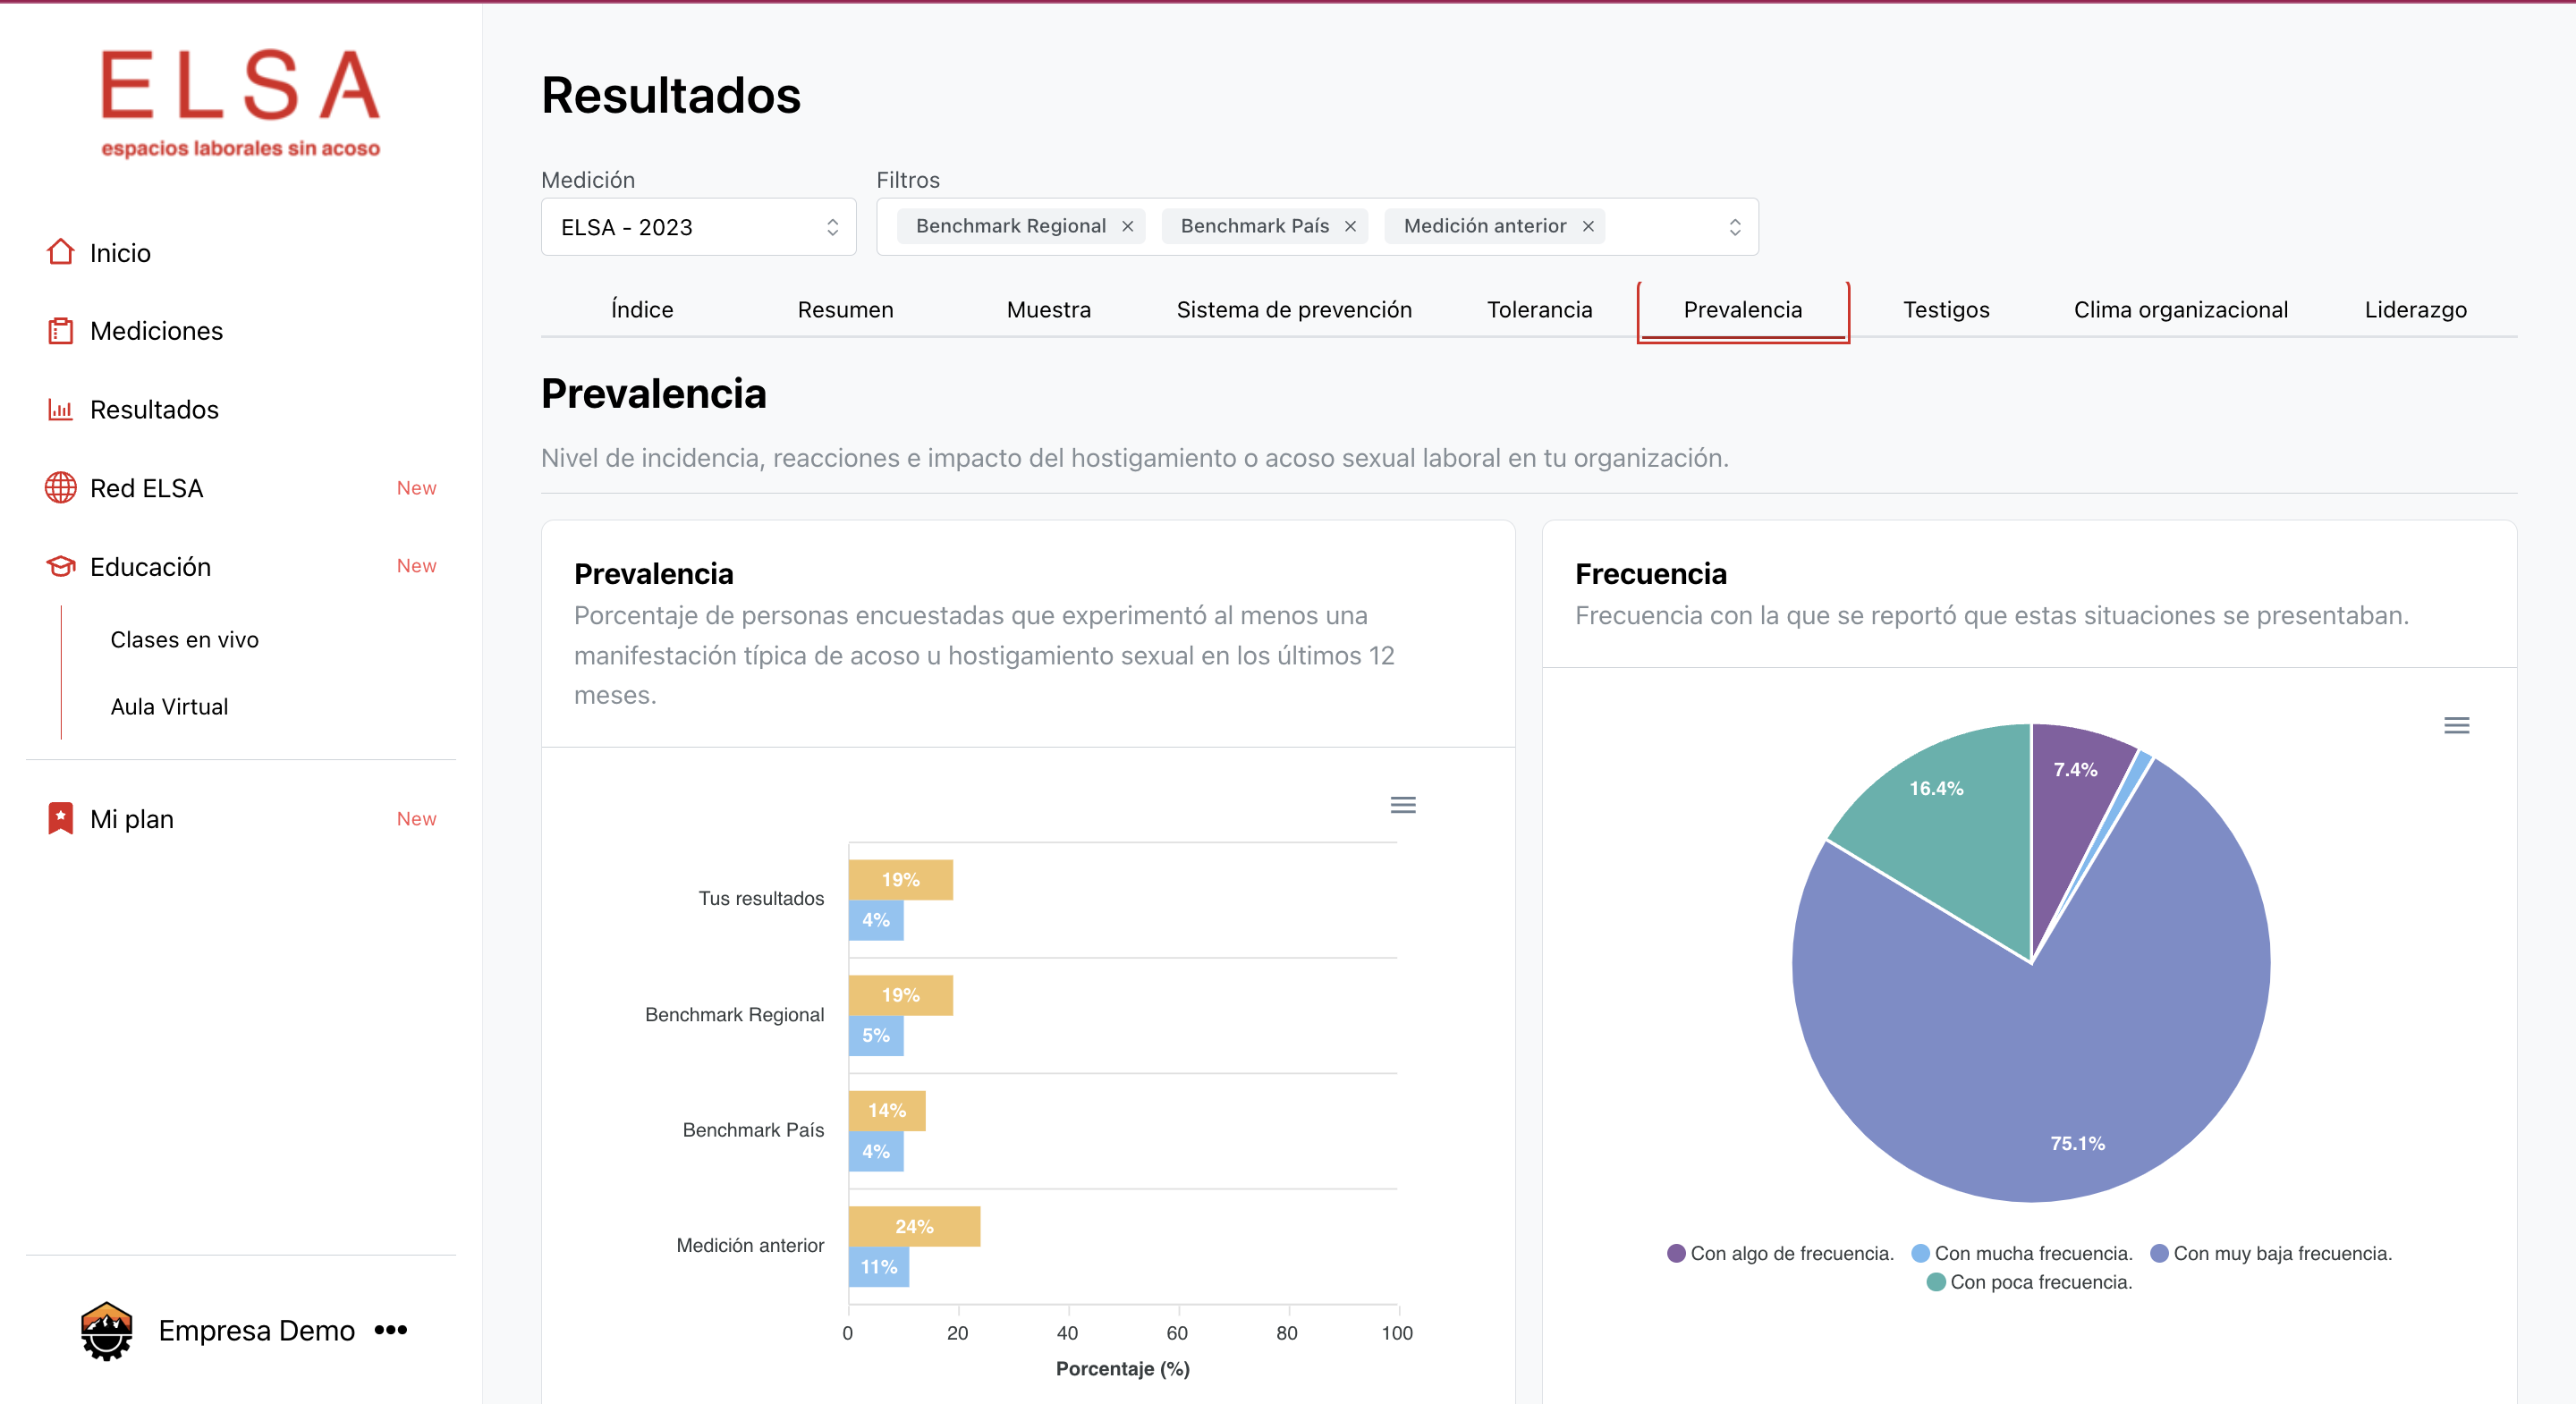 ELSA
espacios laborales sin acoso
Inicio
Mediciones
Resultados
Red ELSA New
Educación New
Clases en vivo
Aula Virtual
Mi plan New
Empresa Demo
Resultados
Medición
ELSA - 2023
Filtros
Benchmark Regional × Benchmark País × Medición anterior ×
Índice Resumen Muestra Sistema de prevención Tolerancia Prevalencia Testigos Clima organizacional Liderazgo
Prevalencia
Nivel de incidencia, reacciones e impacto del hostigamiento o acoso sexual laboral en tu organización.
Prevalencia
Porcentaje de personas encuestadas que experimentó al menos una
manifestación típica de acoso u hostigamiento sexual en los últimos 12
meses.
Tus resultados
19%
4%
Benchmark Regional
19%
5%
Benchmark País
14%
4%
Medición anterior
24%
11%
0 20 40 60 80 100
Porcentaje (%)
Frecuencia
Frecuencia con la que se reportó que estas situaciones se presentaban.
7.4%
16.4%
75.1%
Con algo de frecuencia. Con mucha frecuencia. Con muy baja frecuencia.
Con poca frecuencia.